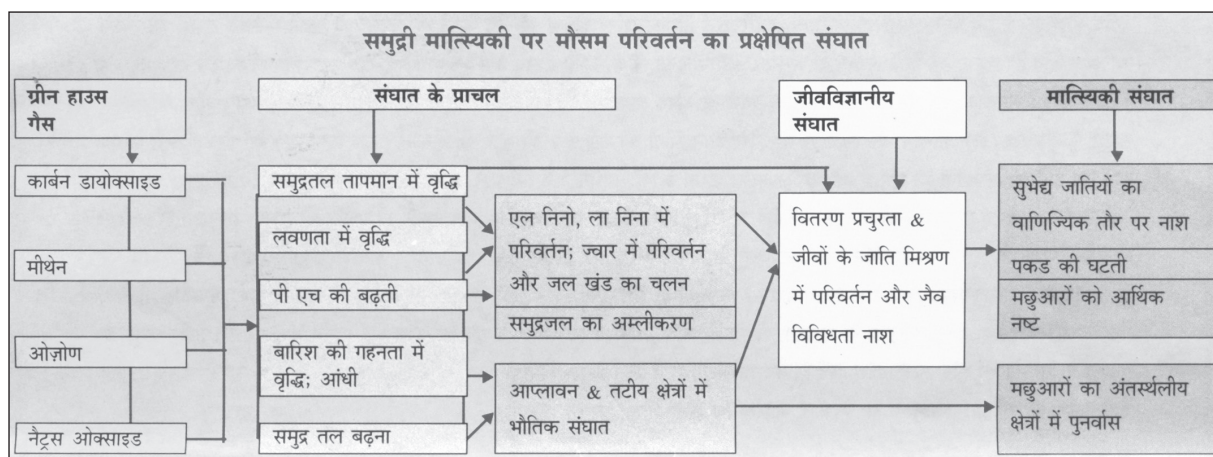 समुद्री मात्स्यिकी पर मौसम परिवर्तन का प्रक्षेपित संघात
ग्रीन हाउस
गैस
संघात के प्राचल
जीवविज्ञानीय
संघात
मात्स्यिकी संघात
कार्बन डायोक्साइड
मीथेन
ओज़ोण
नैट्रस ओक्साइड
समुद्रतल तापमान में वृद्धि
लवणता में वृद्धि
पी एच की बढ़ती
बारिश की गहनता में
वृद्धि; आंधी
समुद्र तल बढ़ना
एल निनो, ला निना में
परिवर्तन; ज्वार में परिवर्तन
और जल खंड का चलन
समुद्रजल का अम्लीकरण
आप्लावन & तटीय क्षेत्रों में
भौतिक संघात
वितरण प्रचुरता &
जीवों के जाति मिश्रण
में परिवर्तन और जैव
विविधता नाश
सुभेद्य जातियों का
वाणिज्यिक तौर पर नाश
पकड की घटती
मछुआरों को आर्थिक
नष्ट
मछुआरों का अंतर्स्थलीय
क्षेत्रों में पुनर्वास